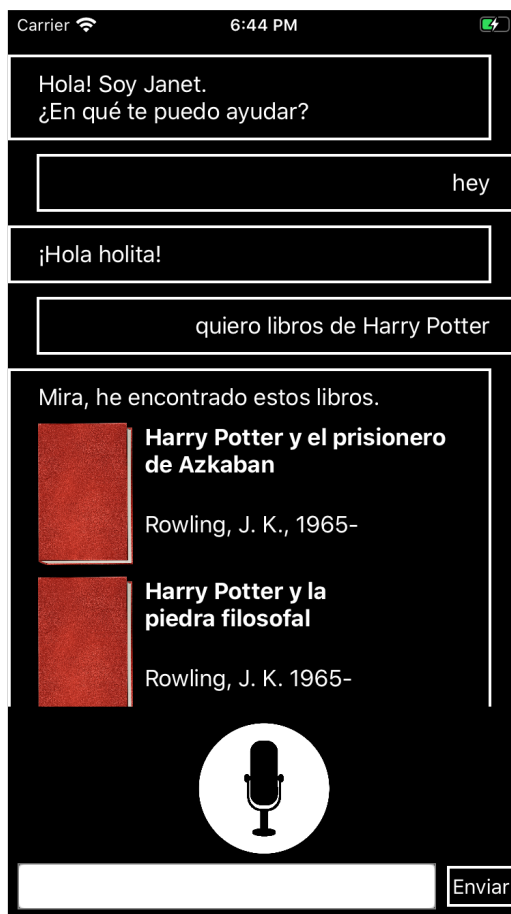 Carrier 6:44 PM
Hola! Soy Janet.
¿En qué te puedo ayudar?
hey
¡Hola holita!
quiero libros de Harry Potter
Mira, he encontrado estos libros.
Harry Potter y el prisionero
de Azkaban
Rowling, J. K., 1965-
Harry Potter y la
piedra filosofal
Rowling, J. K. 1965-
Enviar